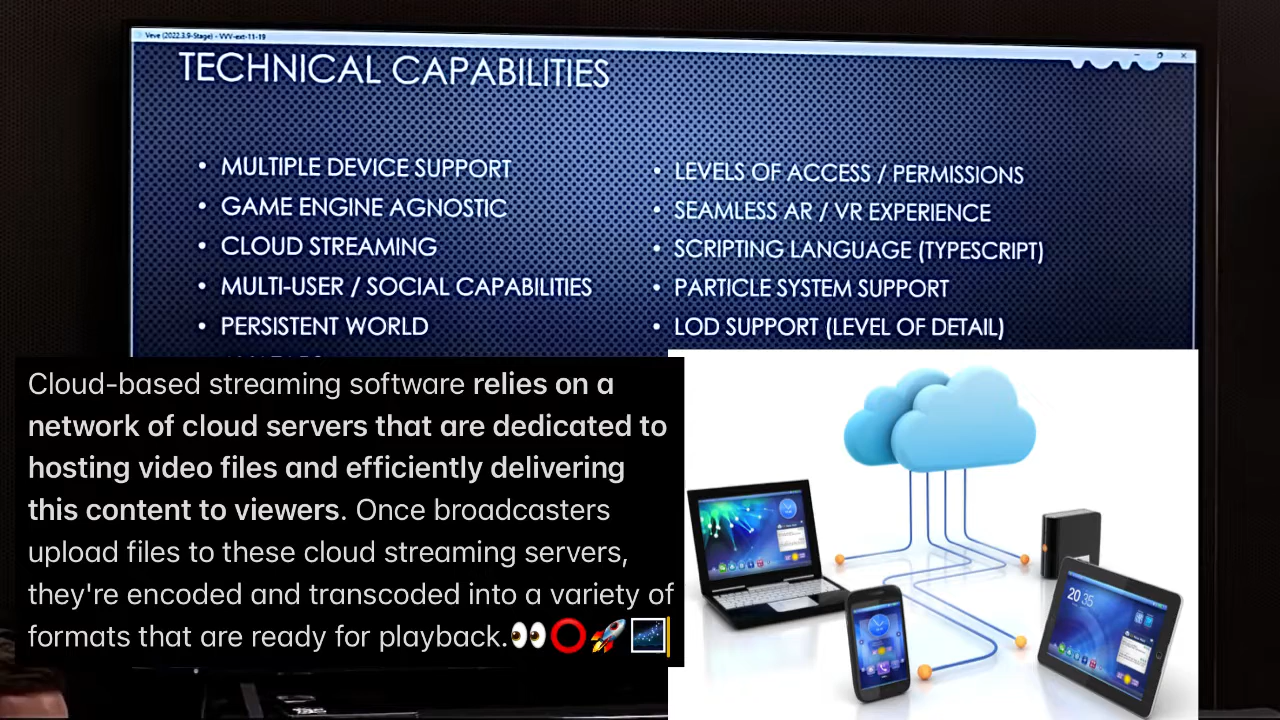 Veve (2022.3.9-Stage) - VVV-ext-11-19
TECHNICAL CAPABILITIES
• MULTIPLE DEVICE SUPPORT
• GAME ENGINE AGNOSTIC
• CLOUD STREAMING
• MULTI-USER / SOCIAL CAPABILITIES
• PERSISTENT WORLD
• LEVELS OF ACCESS / PERMISSIONS
• SEAMLESS AR / VR EXPERIENCE
• SCRIPTING LANGUAGE (TYPESCRIPT)
• PARTICLE SYSTEM SUPPORT
• LOD SUPPORT (LEVEL OF DETAIL)
Cloud-based streaming software relies on a
network of cloud servers that are dedicated to
hosting video files and efficiently delivering
this content to viewers. Once broadcasters
upload files to these cloud streaming servers,
they're encoded and transcoded into a variety of
formats that are ready for playback.👀⭕🚀🌌
20 35